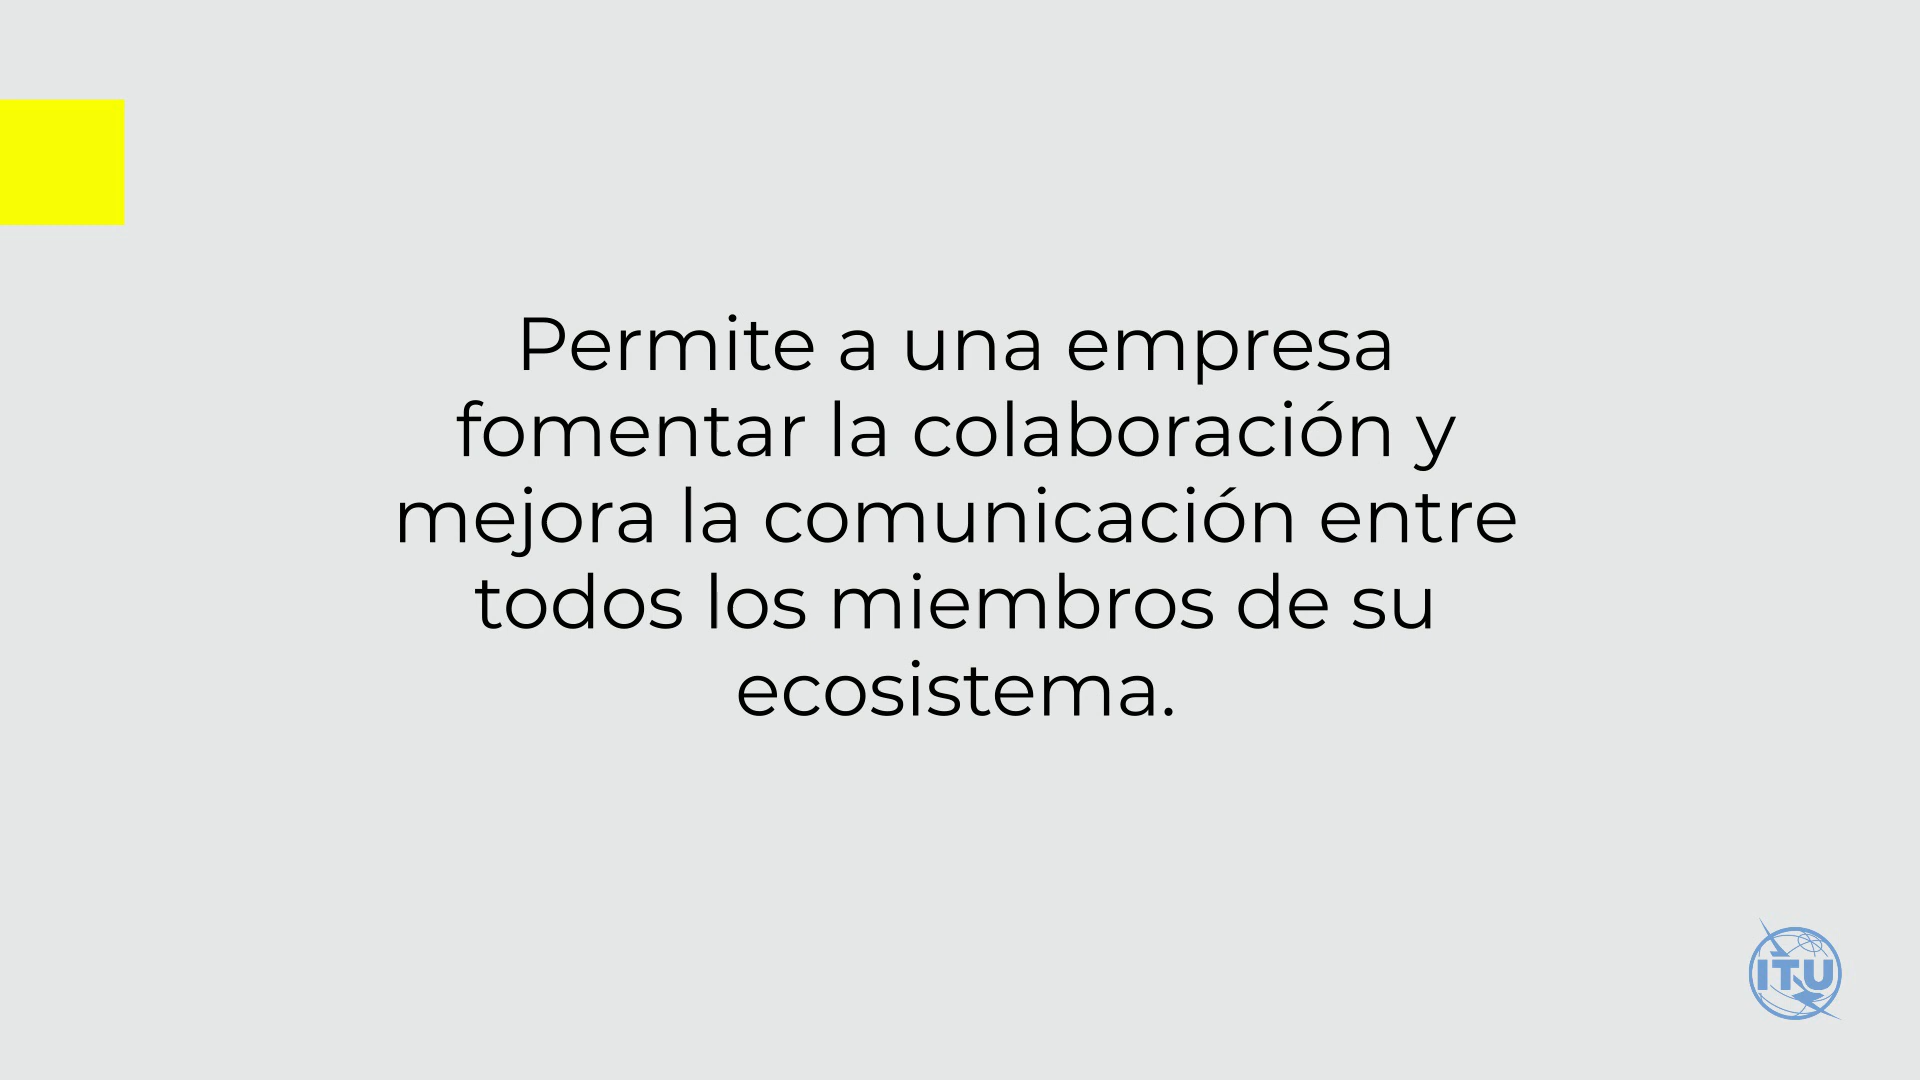 Permite a una empresa
fomentar la colaboración y
mejora la comunicación entre
todos los miembros de su
ecosistema.
ITU